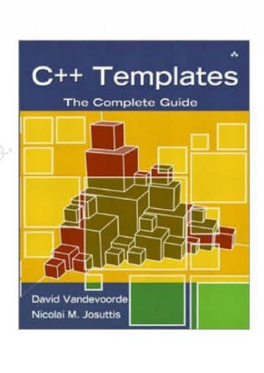 C++ Templates
The Complete Guide
David Vandevoorde
Nicolai M. Josuttis